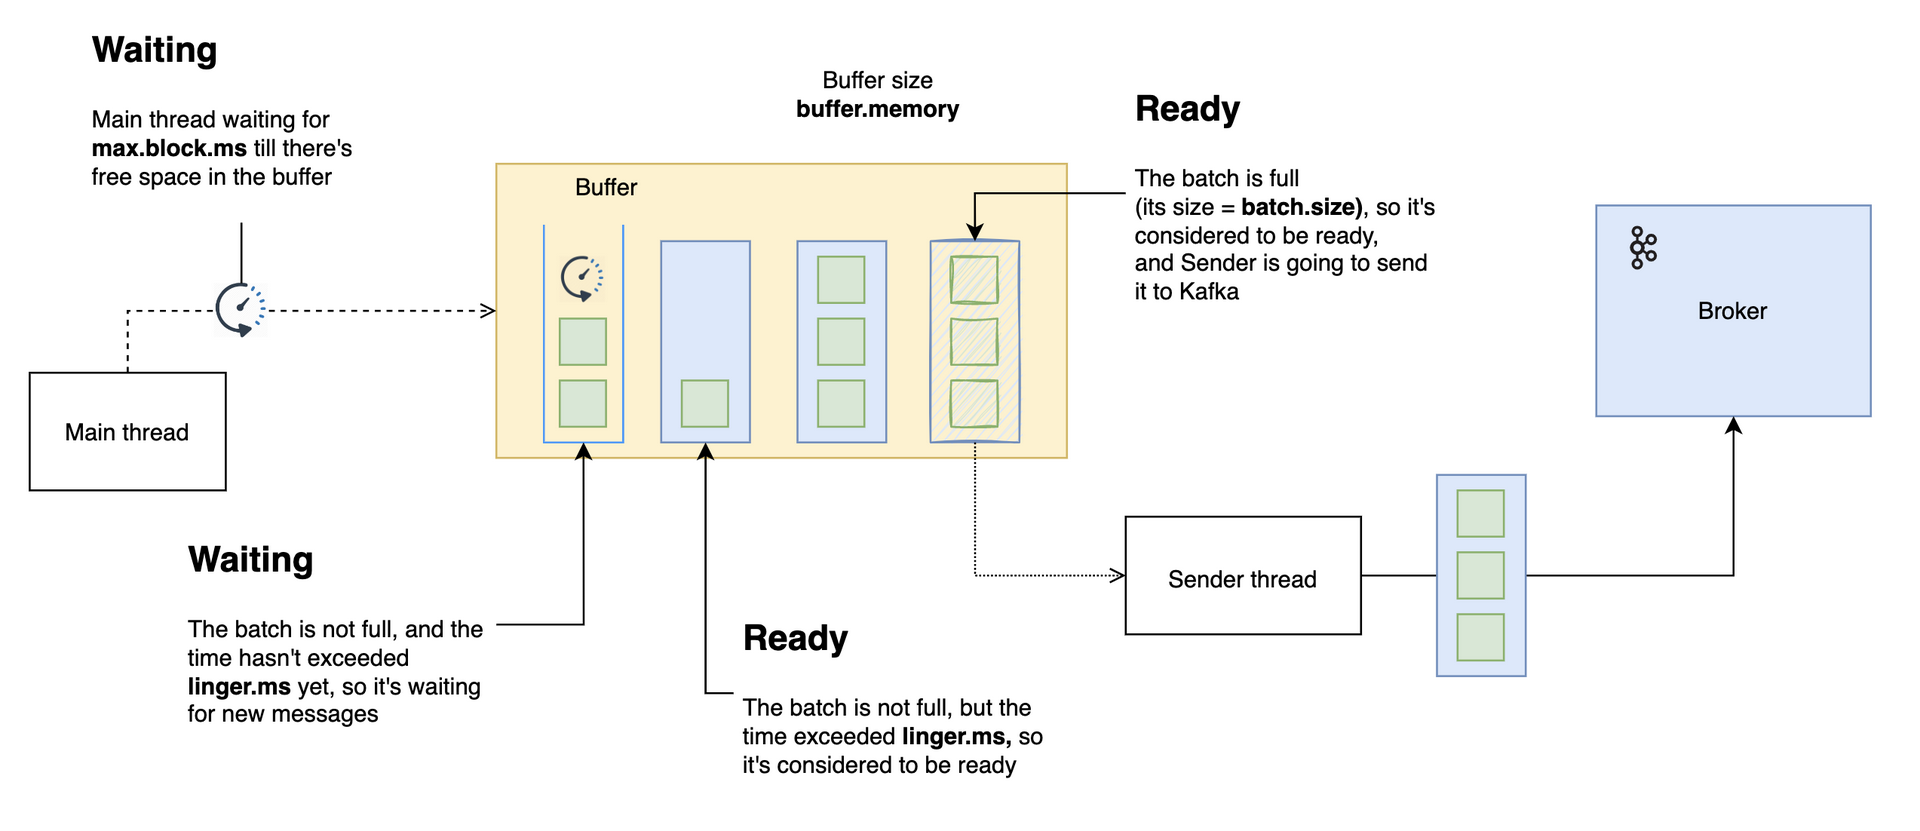 Waiting
Main thread waiting for
max.block.ms till there's
free space in the buffer
Buffer size
buffer.memory
Ready
The batch is full
(its size = batch.size), so it's
considered to be ready,
and Sender is going to send
it to Kafka
Buffer
Broker
Main thread
Waiting
The batch is not full, and the
time hasn't exceeded
linger.ms yet, so it's waiting
for new messages
Ready
The batch is not full, but the
time exceeded linger.ms, so
it's considered to be ready
Sender thread